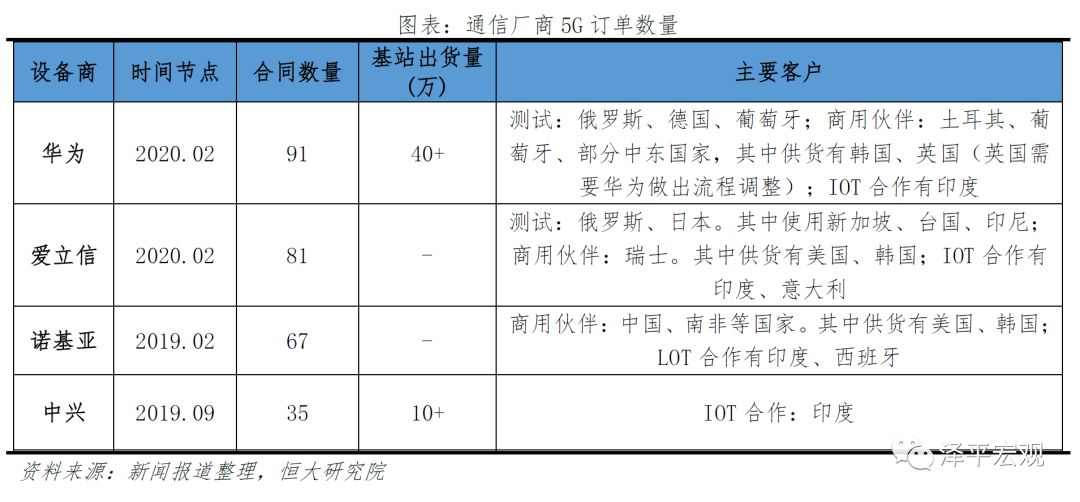 图表：通信厂商 5G 订单数量
设备商 时间节点 合同数量 基站出货量
(万) 主要客户
华为 2020.02 91 40+ 测试：俄罗斯、德国、葡萄牙；商用伙伴：土耳其、葡
萄牙、部分中东国家，其中供货有韩国、英国（英国需
要华为做出流程调整）；IOT 合作有印度
爱立信 2020.02 81 - 测试：俄罗斯、日本。其中使用新加坡、台国、印尼；
商用伙伴：瑞士。其中供货有美国、韩国；IOT 合作有
印度、意大利
诺基亚 2019.02 67 - 商用伙伴：中国、南非等国家。其中供货有美国、韩国；
LOT 合作有印度、西班牙
中兴 2019.09 35 10+ IOT 合作：印度
资料来源：新闻报道整理，恒大研究院
泽平宏观